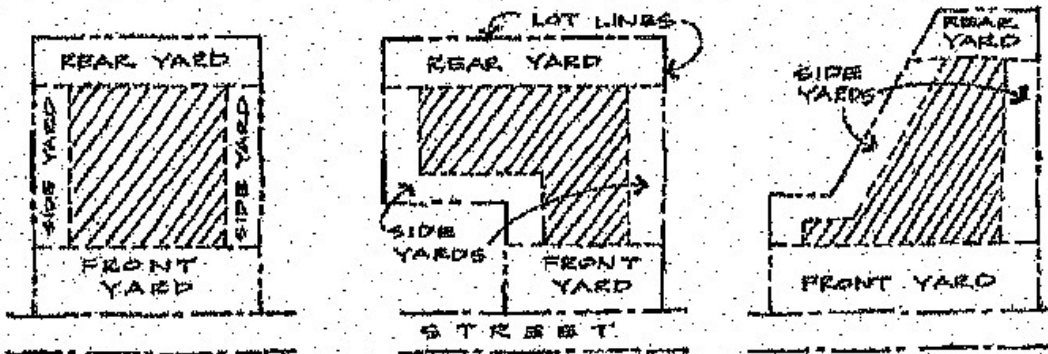 REAR YARD
SIDE YARD
SIDE YARD
FRONT
YARD
LOT LINES
REAR YARD
SIDE
YARDS
FRONT
YARD
STREET
REAR
YARD
SIDE
YARDS
FRONT YARD